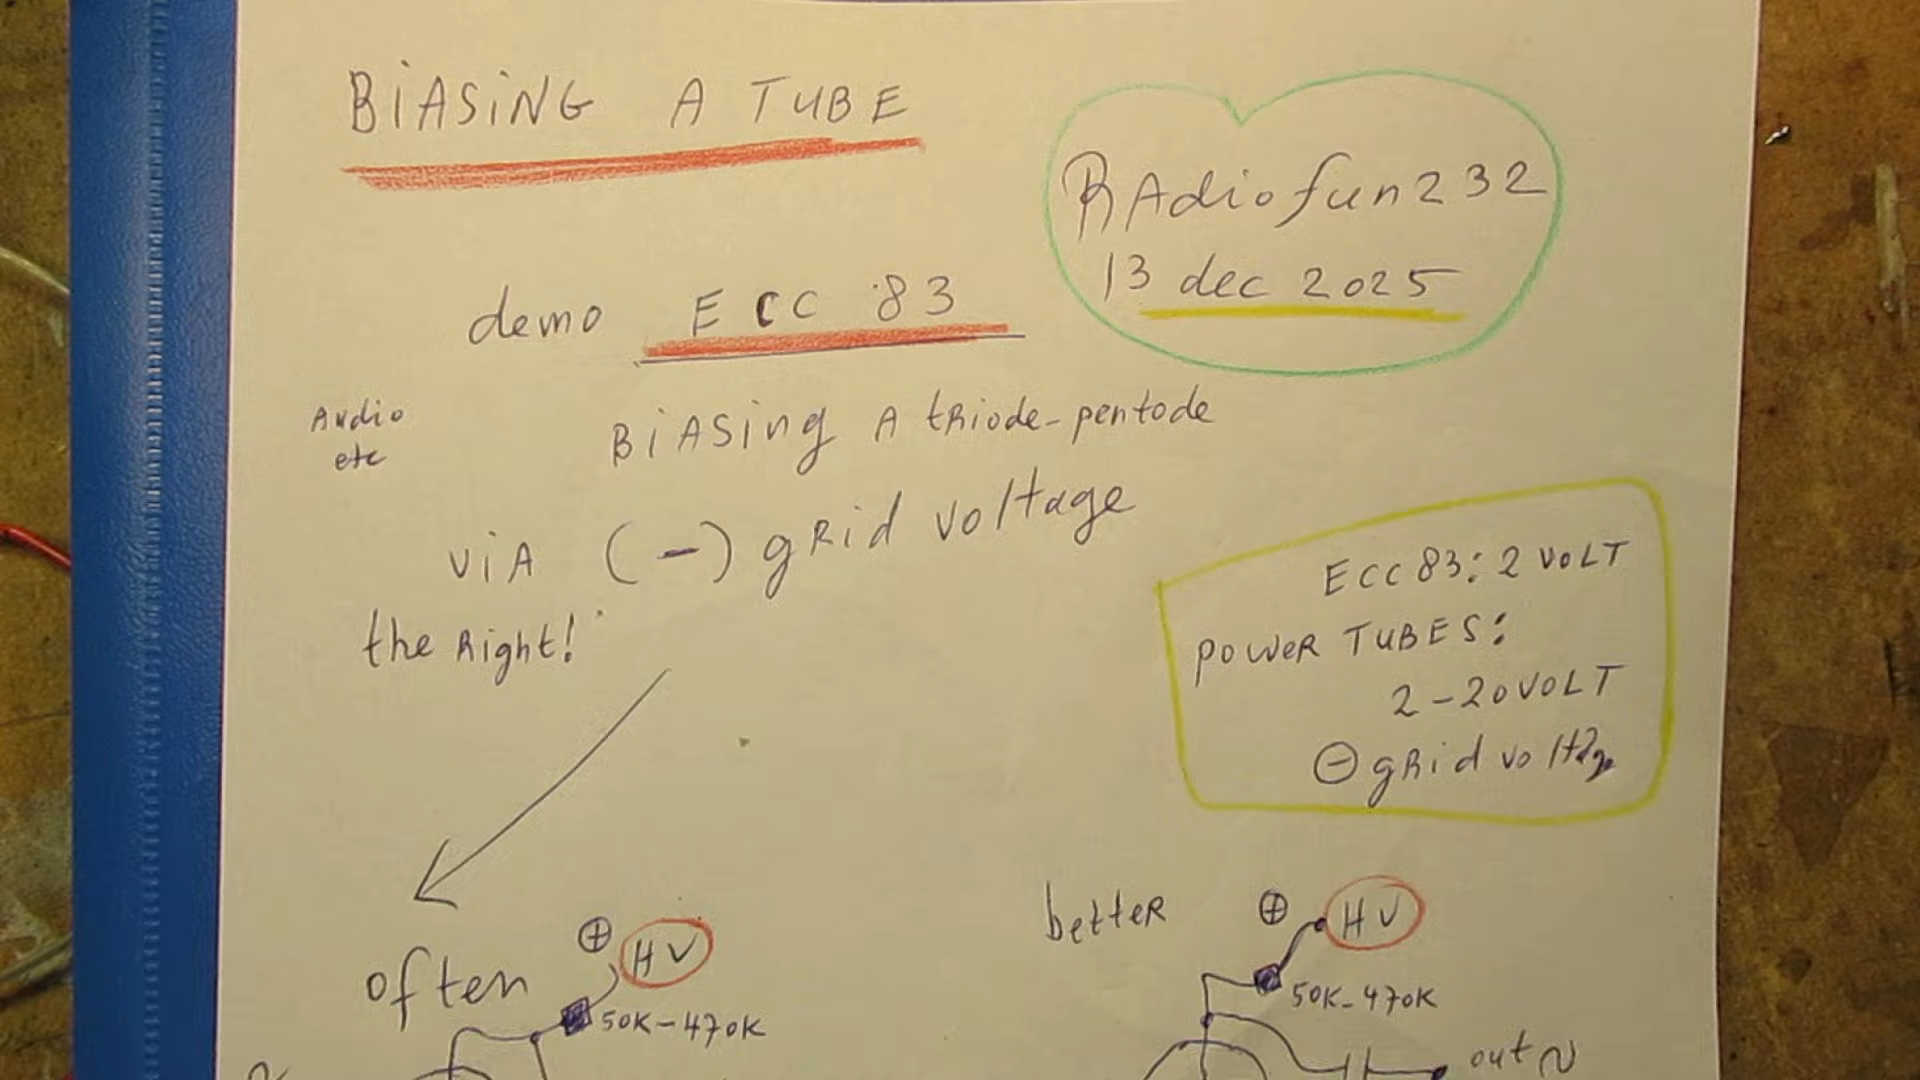 BiASiNG A TUBE
RAdiofun232
13 dec 2025
demo ECC 83
Audio
etc
BiASing A tRiode-pentode
viA (-) gRid voltage
the Right!
ECC 83: 2 VOLT
poweR TUBES:
2-20VOLT
⊖ gRid voltage
often
⊕ HV
50K-470K
betteR
⊕ HV
50K-470K
out ~